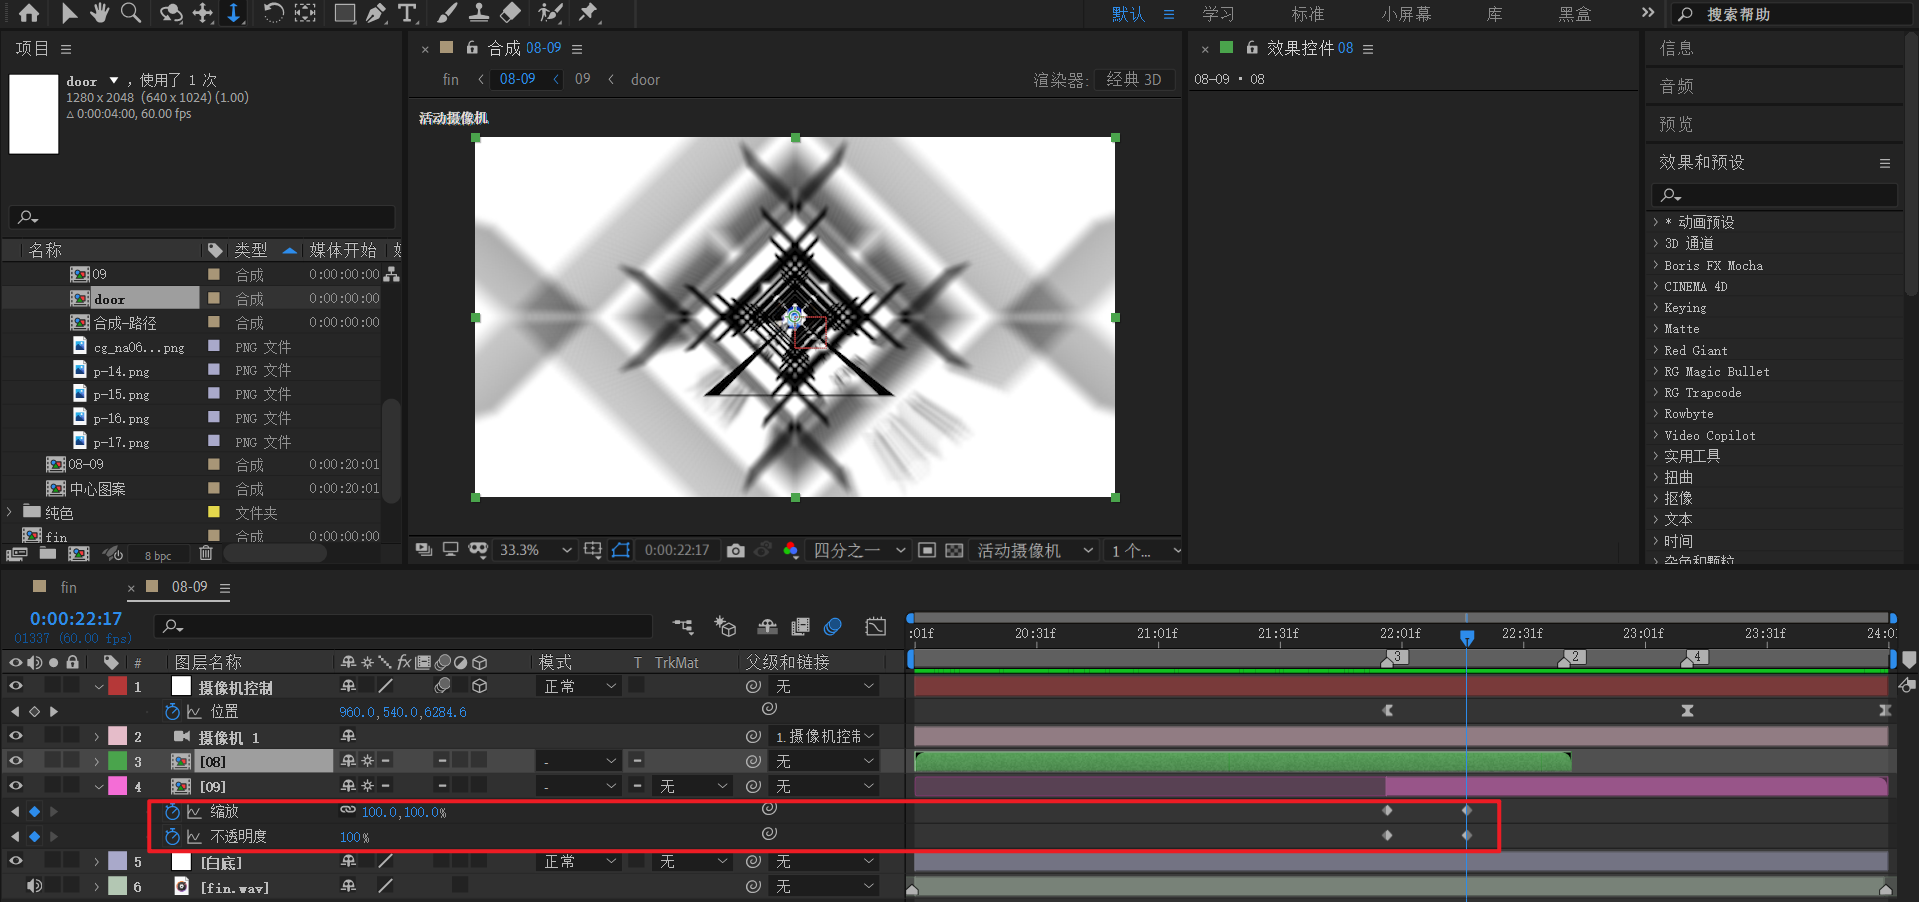 默认 学习 标准 小屏幕 库 黑盒 搜索帮助
项目
door ，使用了 1 次
1280 x 2048 (640 x 1024) (1.00)
Δ 0:00:04:00, 60.00 fps
名称 类型 媒体开始
09 合成 0:00:00:00
door 合成 0:00:00:00
合成-路径 合成 0:00:00:00
cg_na06...png PNG 文件
p-14.png PNG 文件
p-15.png PNG 文件
p-16.png PNG 文件
p-17.png PNG 文件
08-09 合成 0:00:20:01
中心图案 合成 0:00:20:01
纯色 文件夹
fin 合成 0:00:00:00
8 bpc
合成 08-09
fin 08-09 09 door 渲染器: 经典 3D
活动摄像机
33.3% 0:00:22:17 四分之一 活动摄像机 1 个...
效果控件 08
08-09 • 08
信息
音频
预览
效果和预设
* 动画预设
3D 通道
Boris FX Mocha
CINEMA 4D
Keying
Matte
Red Giant
RG Magic Bullet
RG Trapcode
Rowbyte
Video Copilot
实用工具
扭曲
抠像
文本
时间
杂色和颗粒
fin 08-09
0:00:22:17
01337 (60.00 fps)
:01f 20:31f 21:01f 21:31f 22:01f 22:31f 23:01f 23:31f 24:01
# 图层名称 fx 模式 T TrkMat 父级和链接 3 2 4
1 摄像机控制 正常 无
位置 960.0,540.0,6284.6
2 摄像机 1 1.摄像机控制
3 [08] - 无
4 [09] - 无 无
缩放 100.0,100.0%
不透明度 100%
5 [白底] 正常 无 无
6 [fin.wav] 无